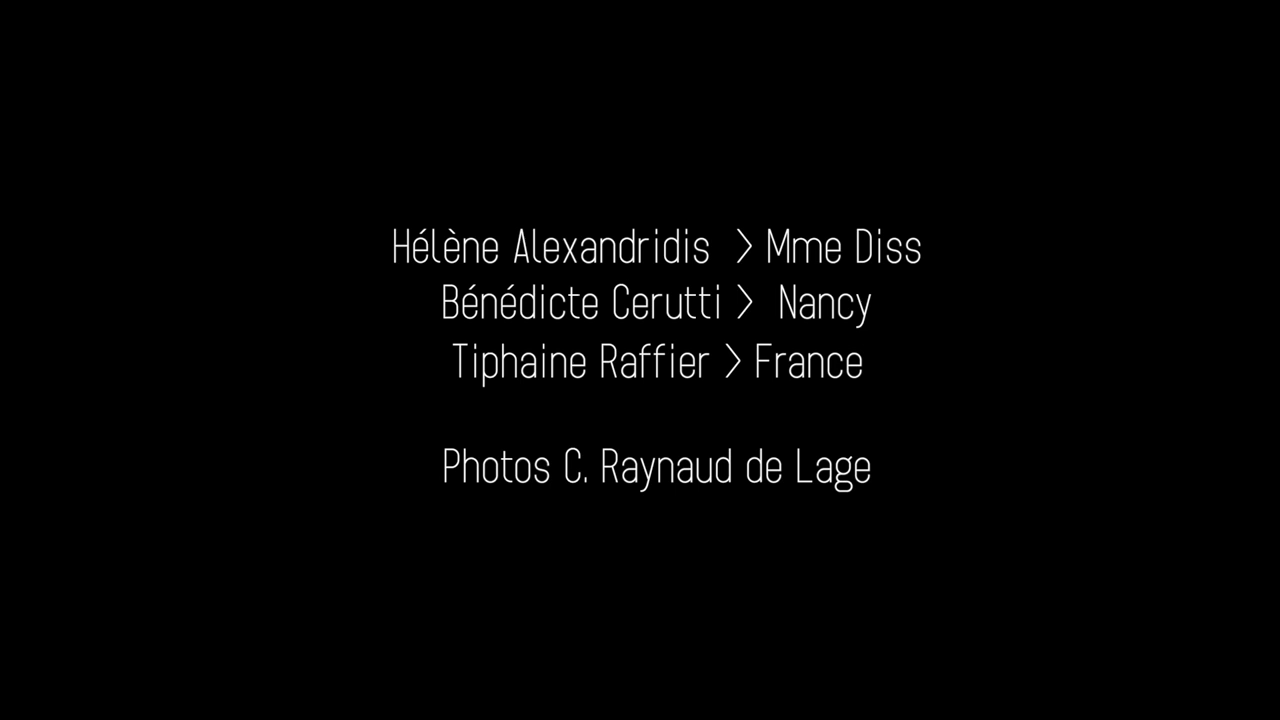 Hélène Alexandridis > Mme Diss
Bénédicte Cerutti > Nancy
Tiphaine Raffier > France
Photos C. Raynaud de Lage